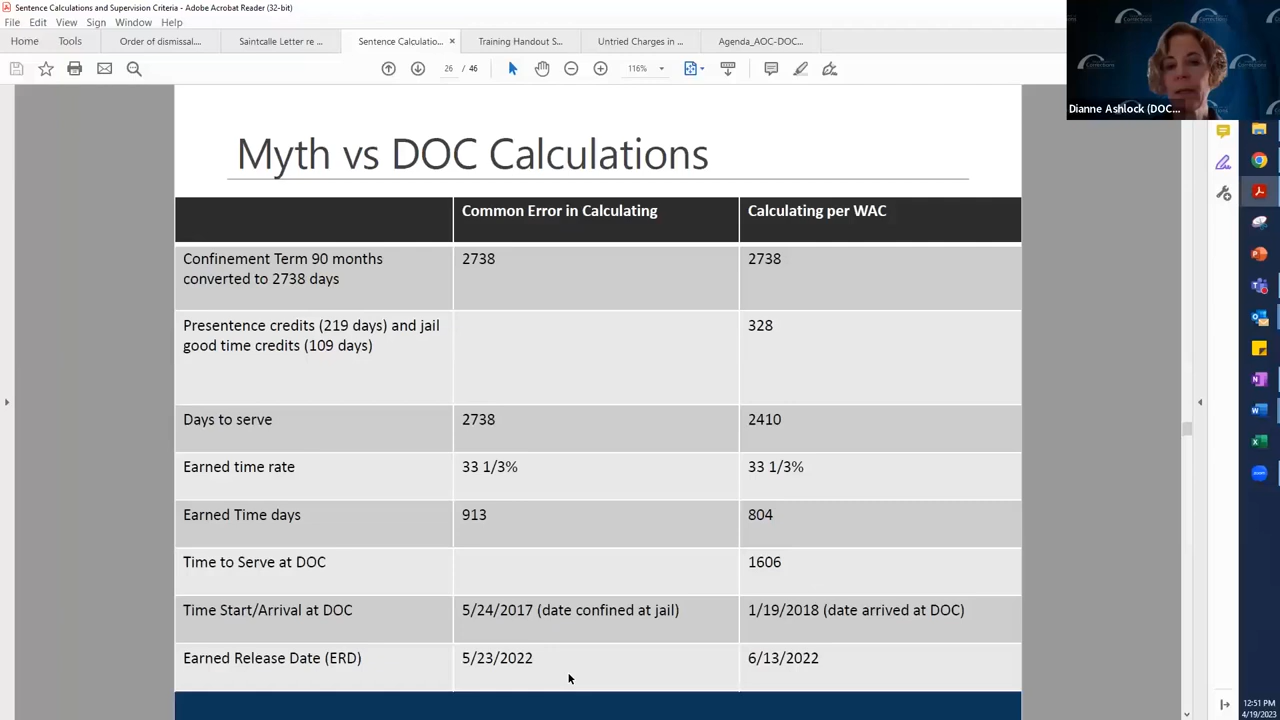 Sentence Calculations and Supervision Criteria - Adobe Acrobat Reader (32-bit)
File Edit View Sign Window Help
Home Tools Order of dismissal.... Saintcalle Letter re ... Sentence Calculatio... × Training Handout S... Untried Charges in ... Agenda_AOC-DOC...
26 / 46 116%
Dianne Ashlock (DOC...
Myth vs DOC Calculations
Common Error in Calculating Calculating per WAC
Confinement Term 90 months 2738 2738
converted to 2738 days
Presentence credits (219 days) and jail 328
good time credits (109 days)
Days to serve 2738 2410
Earned time rate 33 1/3% 33 1/3%
Earned Time days 913 804
Time to Serve at DOC 1606
Time Start/Arrival at DOC 5/24/2017 (date confined at jail) 1/19/2018 (date arrived at DOC)
Earned Release Date (ERD) 5/23/2022 6/13/2022
12:51 PM
4/19/2023